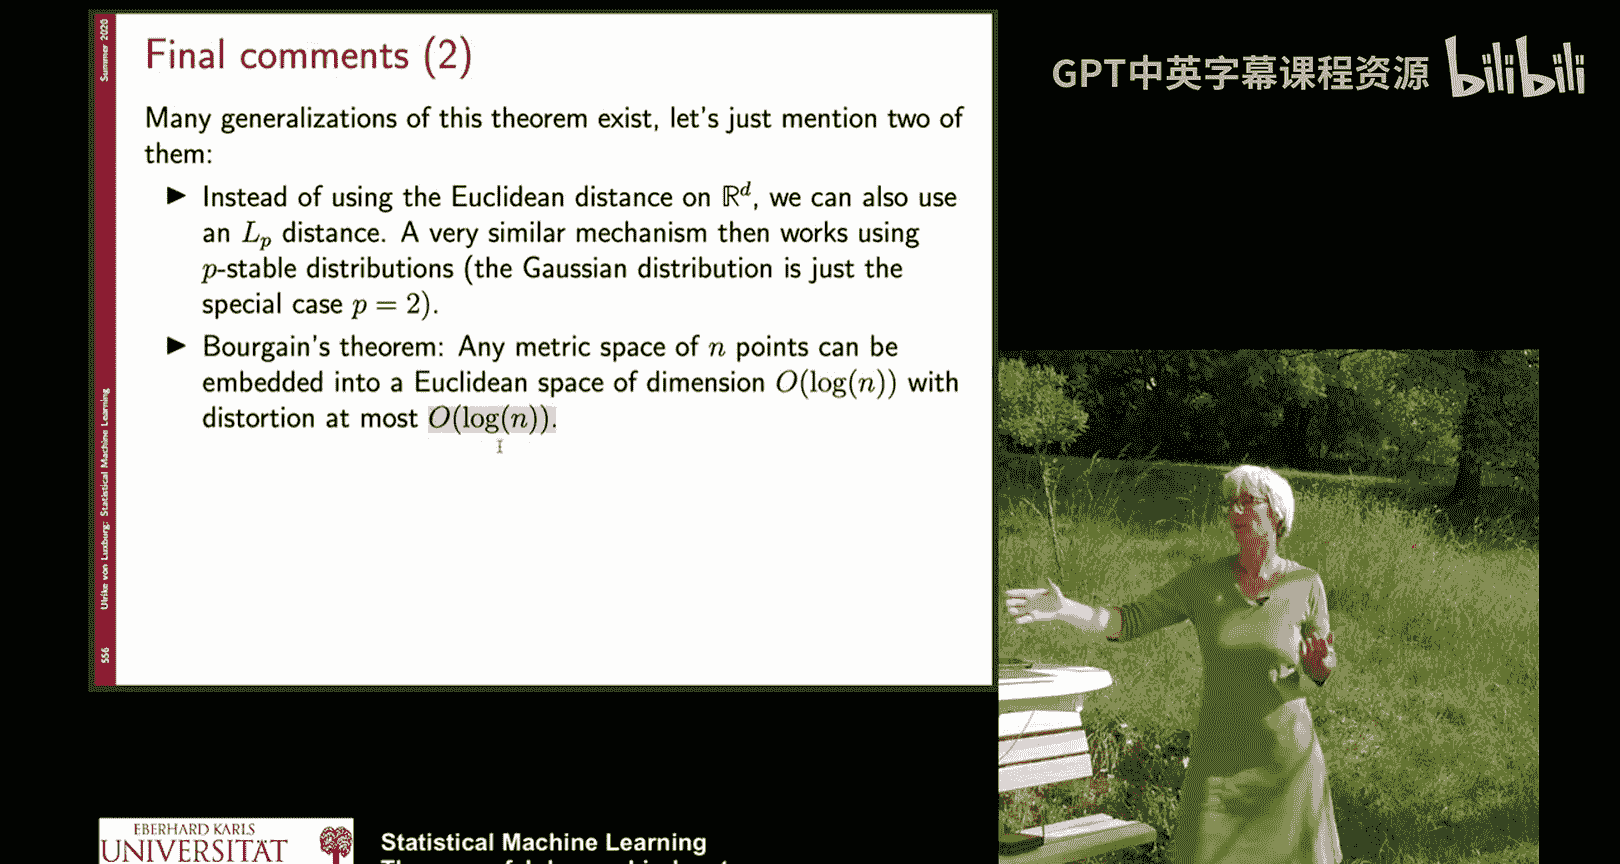 Final comments (2)
Many generalizations of this theorem exist, let's just mention two of
them:
▶ Instead of using the Euclidean distance on ℝᵈ, we can also use
an Lₚ distance. A very similar mechanism then works using
p-stable distributions (the Gaussian distribution is just the
special case p = 2).
▶ Bourgain's theorem: Any metric space of n points can be
embedded into a Euclidean space of dimension O(log(n)) with
distortion at most O(log(n)).
Summer 2020
Ulrike von Luxburg: Statistical Machine Learning
556
GPT中英字幕课程资源
bilibili
EBERHARD KARLS
UNIVERSITÄT
Statistical Machine Learning